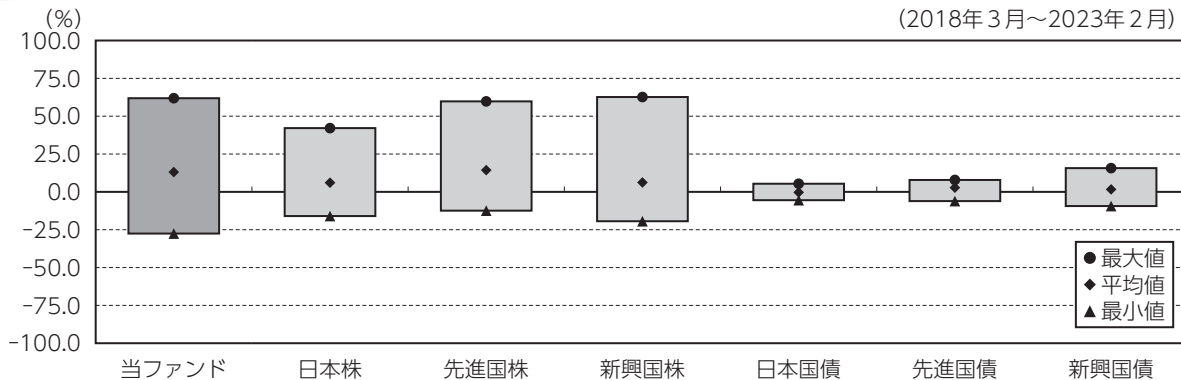 (%)
(2018年3月～2023年2月)
100.0
75.0
50.0
25.0
0.0
-25.0
-50.0
-75.0
-100.0
● 最大値
◆ 平均値
▲ 最小値
当ファンド 日本株 先進国株 新興国株 日本国債 先進国債 新興国債